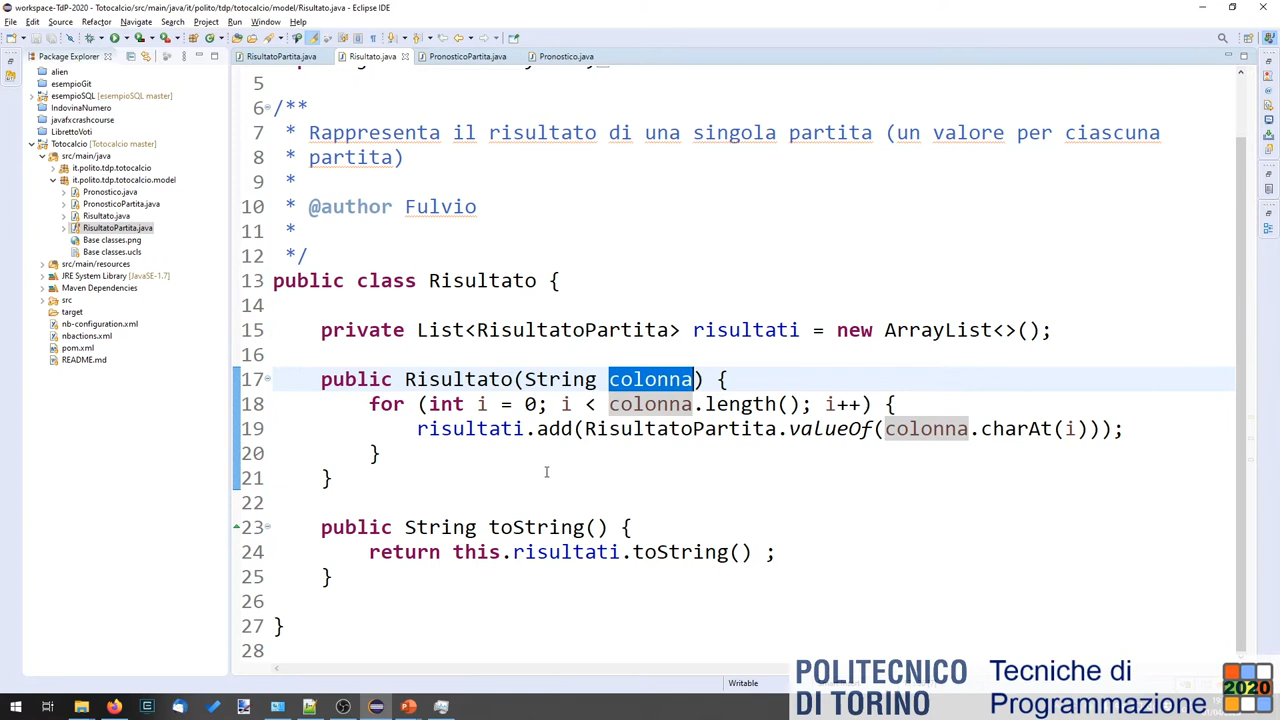 workspace-TdP-2020 - Totocalcio/src/main/java/it/polito/tdp/totocalcio/model/Risultato.java - Eclipse IDE
File Edit Source Refactor Navigate Search Project Run Window Help
Package Explorer
RisultatoPartita.java Risultato.java PronosticoPartita.java Pronostico.java
alien
esempioGit
esempioSQL [esempioSQL master]
IndovinaNumero
javafxcrashcourse
LibrettoVoti
Totocalcio [Totocalcio master]
src/main/java
it.polito.tdp.totocalcio
it.polito.tdp.totocalcio.model
Pronostico.java
PronosticoPartita.java
Risultato.java
RisultatoPartita.java
Base classes.png
Base classes.ucls
src/main/resources
JRE System Library [JavaSE-1.7]
Maven Dependencies
src
target
nb-configuration.xml
nbactions.xml
pom.xml
README.md
5
6 /**
7 * Rappresenta il risultato di una singola partita (un valore per ciascuna
8 * partita)
9 *
10 * @author Fulvio
11 *
12 */
13 public class Risultato {
14
15 private List<RisultatoPartita> risultati = new ArrayList<>();
16
17 public Risultato(String colonna) {
18 for (int i = 0; i < colonna.length(); i++) {
19 risultati.add(RisultatoPartita.valueOf(colonna.charAt(i)));
20 }
21 }
22
23 public String toString() {
24 return this.risultati.toString() ;
25 }
26
27 }
28
Writable
POLITECNICO
DI TORINO
Tecniche di
Programmazione
2020